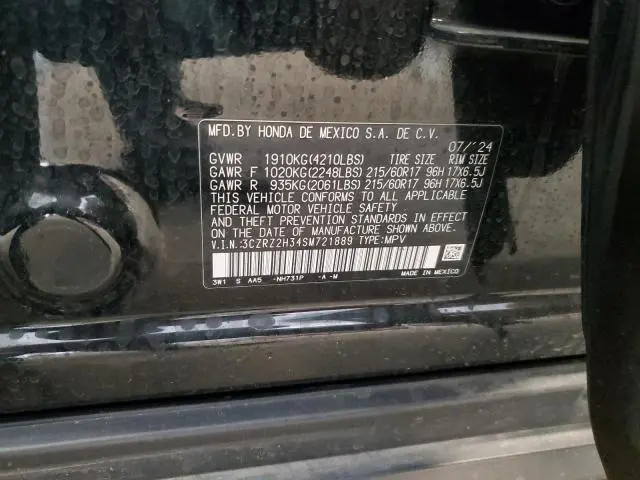 MFD.BY HONDA DE MEXICO S.A. DE C.V.
07/'24
GVWR 1910KG(4210LBS) TIRE SIZE RIM SIZE
GAWR F 1020KG(2248LBS) 215/60R17 96H 17X6.5J
GAWR R 935KG(2061LBS) 215/60R17 96H 17X6.5J
THIS VEHICLE CONFORMS TO ALL APPLICABLE
FEDERAL MOTOR VEHICLE SAFETY
AND THEFT PREVENTION STANDARDS IN EFFECT
ON THE DATE OF MANUFACTURE SHOWN ABOVE.
V.I.N.:3CZRZ2H34SM721889 TYPE:MPV
3W1 S AA5 -NH731P -A -M MADE IN MEXICO